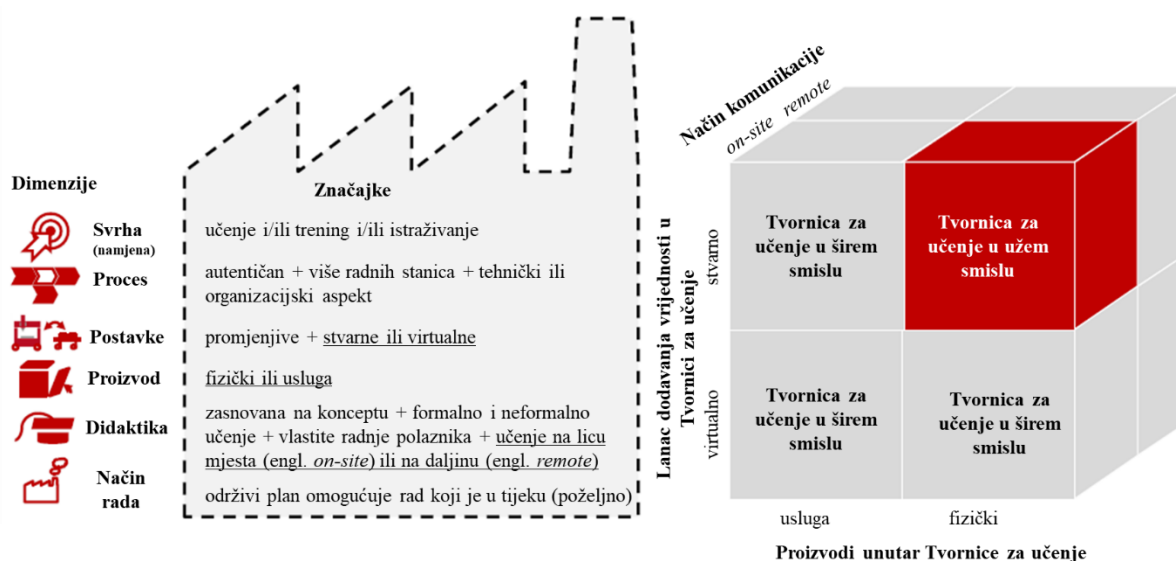 Dimenzije
Značajke
Svrha
(namjena)
učenje i/ili trening i/ili istraživanje
Proces
autentičan + više radnih stanica + tehnički ili
organizacijski aspekt
Postavke
promjenjive + stvarne ili virtualne
Proizvod
fizički ili usluga
Didaktika
zasnovana na konceptu + formalno i neformalno
učenje + vlastite radnje polaznika + učenje na licu
mjesta (engl. on-site) ili na daljinu (engl. remote)
Način
rada
održivi plan omogućuje rad koji je u tijeku (poželjno)
Način komunikacije
on-site remote
Lanac dodavanja vrijednosti u
Tvornici za učenje
stvarno
virtualno
Tvornica za
učenje u širem
smislu
Tvornica za
učenje u užem
smislu
Tvornica za
učenje u širem
smislu
Tvornica za
učenje u širem
smislu
usluga
fizički
Proizvodi unutar Tvornice za učenje